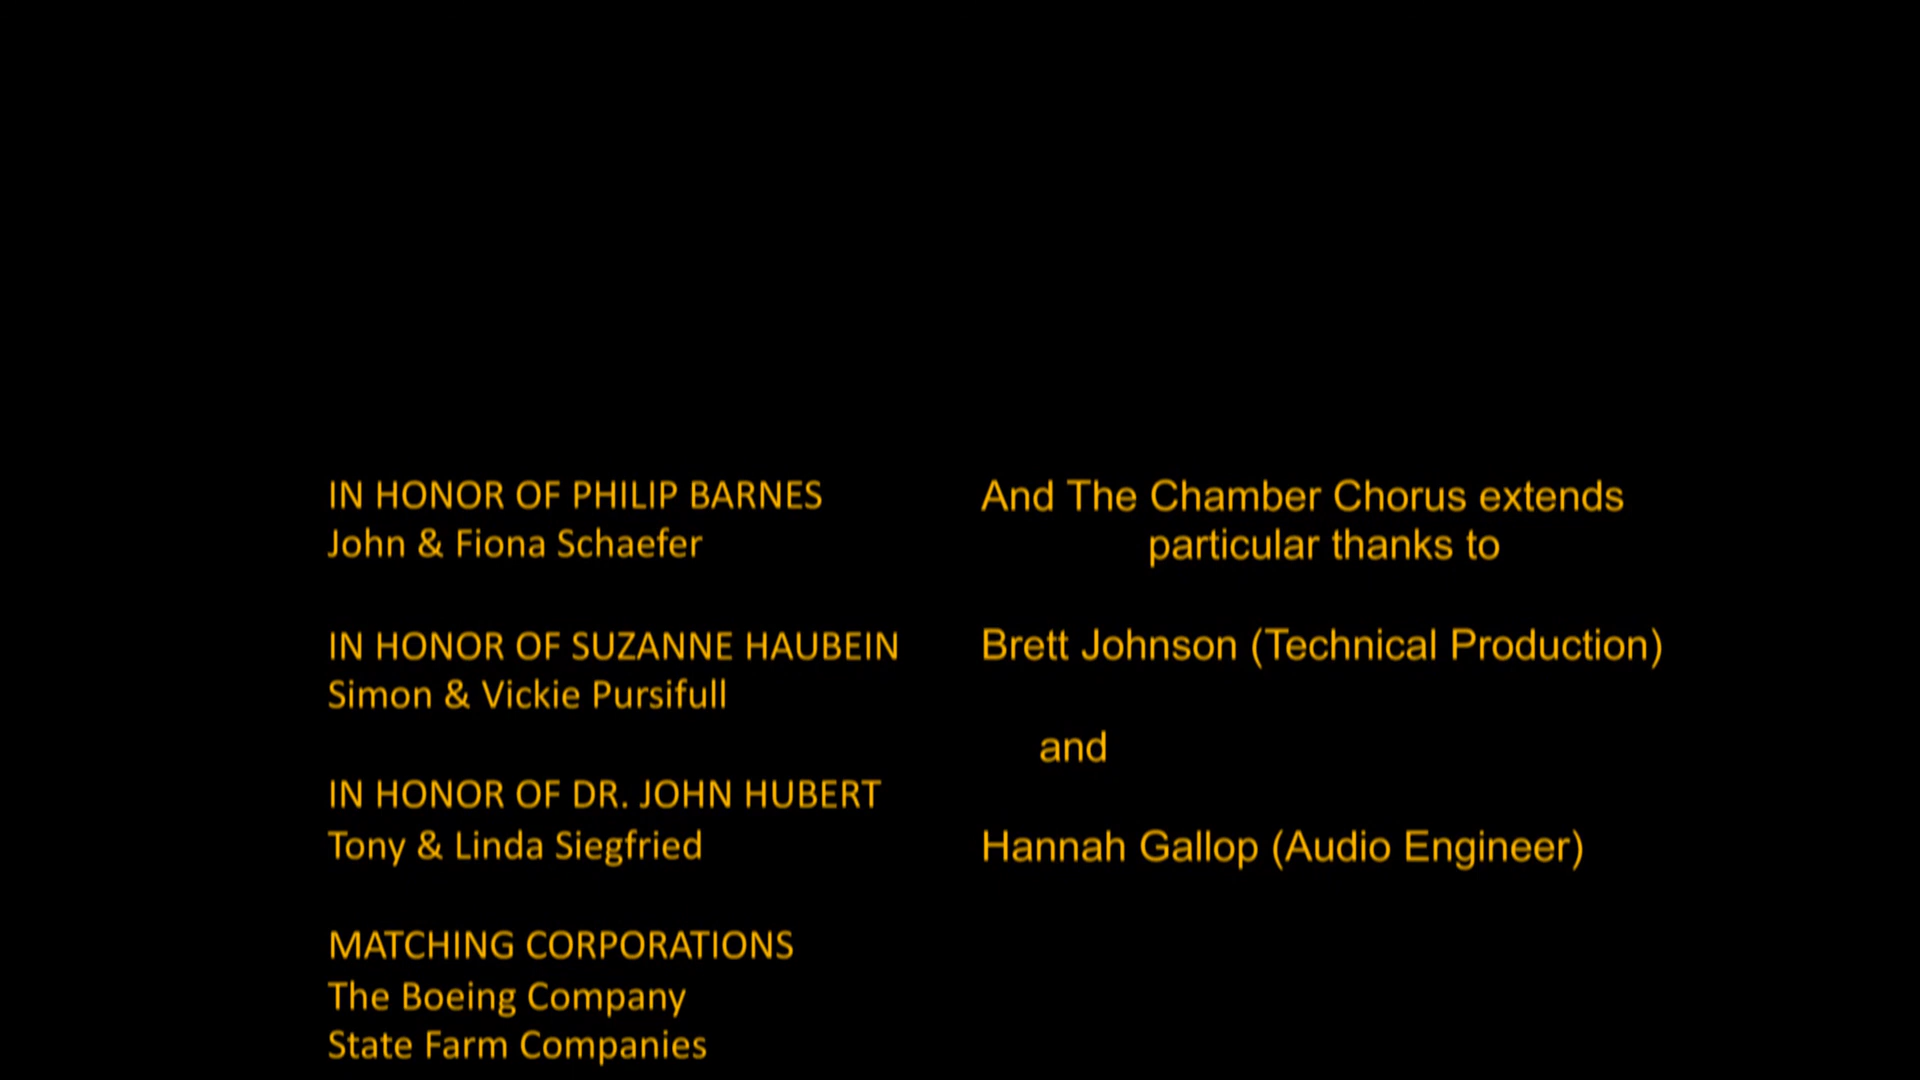 IN HONOR OF PHILIP BARNES
John & Fiona Schaefer
IN HONOR OF SUZANNE HAUBEIN
Simon & Vickie Pursifull
IN HONOR OF DR. JOHN HUBERT
Tony & Linda Siegfried
MATCHING CORPORATIONS
The Boeing Company
State Farm Companies
And The Chamber Chorus extends
particular thanks to
Brett Johnson (Technical Production)
and
Hannah Gallop (Audio Engineer)